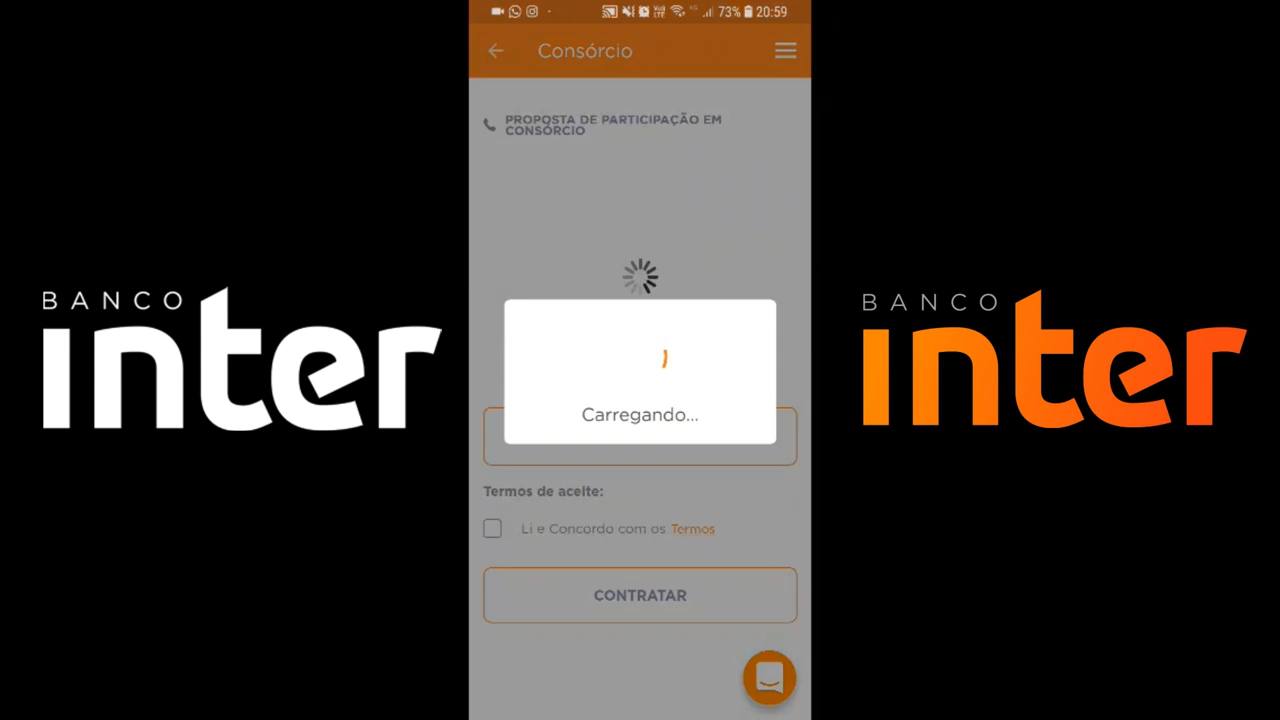 73% 20:59
Consórcio
PROPOSTA DE PARTICIPAÇÃO EM
CONSÓRCIO
BANCO
inter
Carregando...
Termos de aceite:
Li e Concordo com os Termos
CONTRATAR
BANCO
inter